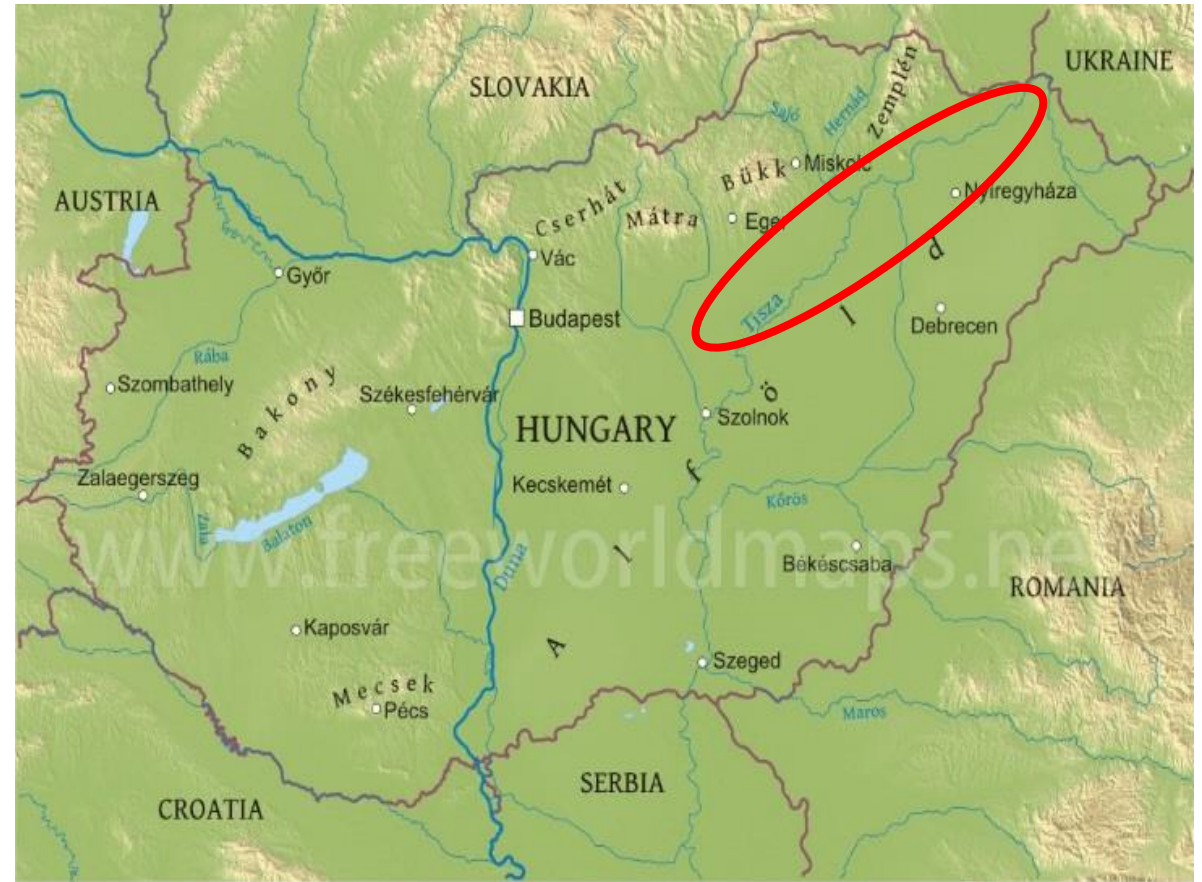 UKRAINE
SLOVAKIA
Zemplén
Hernád
Sajó
Miskolc
Bükk
AUSTRIA
Nyíregyháza
Cserhát
Mátra
Eger
Vác
Győr
Tisza
Budapest
Debrecen
Rába
Szombathely
Székesfehérvár
Bakony
Szolnok
HUNGARY
Zalaegerszeg
Kecskemét
Körös
Zala
Balaton
Duna
Alföld
www.freeworldmaps.net
Békéscsaba
ROMANIA
Kaposvár
Szeged
Mecsek
Pécs
Maros
SERBIA
CROATIA